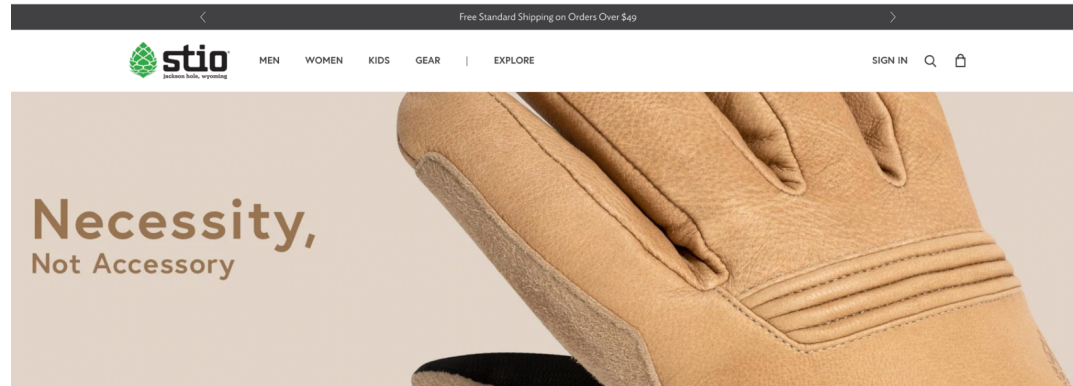 Free Standard Shipping on Orders Over $49
stio
jackson hole, wyoming
MEN WOMEN KIDS GEAR | EXPLORE SIGN IN
Necessity,
Not Accessory